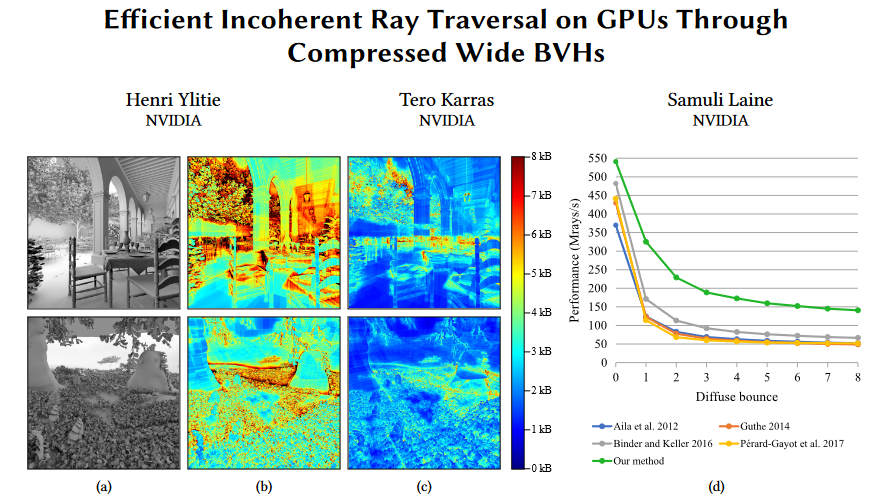 Efficient Incoherent Ray Traversal on GPUs Through
Compressed Wide BVHs
Henri Ylitie
NVIDIA
Tero Karras
NVIDIA
Samuli Laine
NVIDIA
8 kB
7 kB
6 kB
5 kB
4 kB
3 kB
2 kB
1 kB
0 kB
(a)
(b)
(c)
Performance (Mrays/s)
550
500
450
400
350
300
250
200
150
100
50
0
0 1 2 3 4 5 6 7 8
Diffuse bounce
Aila et al. 2012
Guthe 2014
Binder and Keller 2016
Pérard-Gayot et al. 2017
Our method
(d)